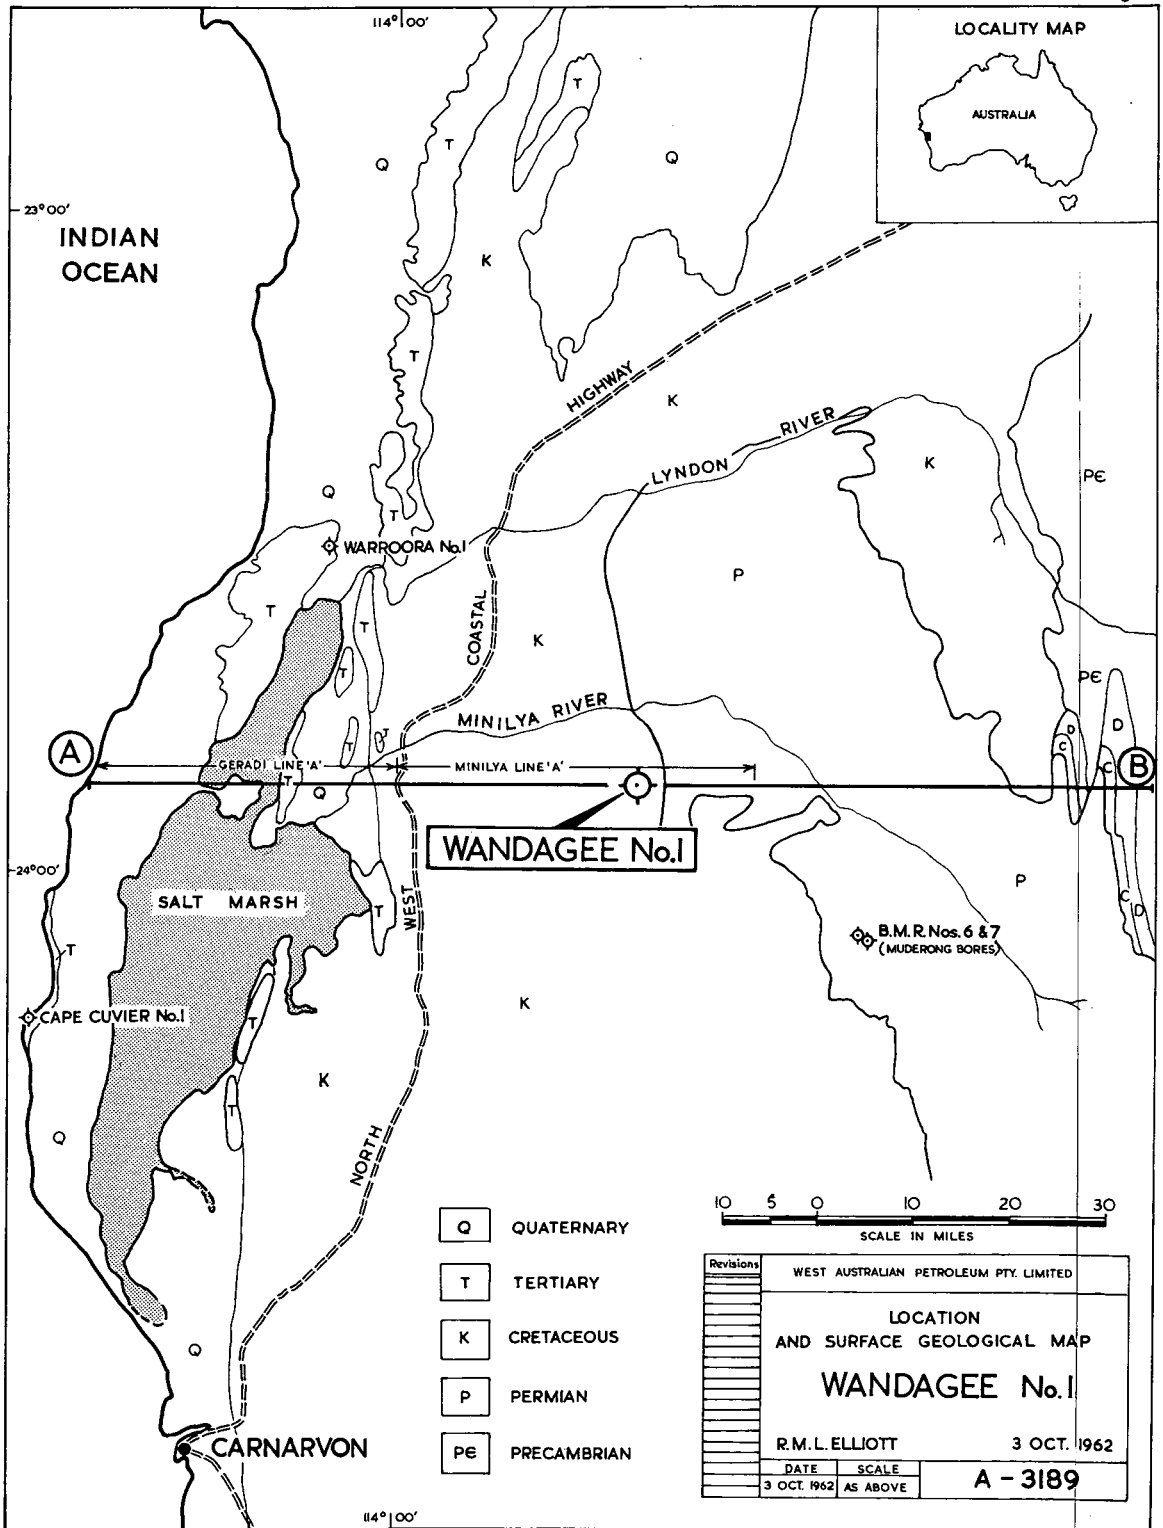 114°00'
LOCALITY MAP
AUSTRALIA
T
T
Q
Q
23°00'
INDIAN
OCEAN
K
T
HIGHWAY
K
RIVER
LYNDON
K
PЄ
Q
T
WARROORA No.1
P
T
T
COASTAL
K
T
PЄ
MINILYA RIVER
D
T
T
D
C
C
A
B
GERADI LINE 'A'
MINILYA LINE 'A'
T
Q
WANDAGEE No.1
24°00'
P
SALT MARSH
WEST
C
D
T
B.M.R. Nos. 6 & 7
(MUDERONG BORES)
T
K
CAPE CUVIER No.1
T
K
T
Q
NORTH
10 5 0 10 20 30
SCALE IN MILES
Q QUATERNARY
T TERTIARY
K CRETACEOUS
P PERMIAN
PЄ PRECAMBRIAN
Q
CARNARVON
114°00'
Revisions
WEST AUSTRALIAN PETROLEUM PTY. LIMITED
LOCATION
AND SURFACE GEOLOGICAL MAP
WANDAGEE No.1
R.M.L. ELLIOTT 3 OCT. 1962
DATE SCALE
3 OCT. 1962 AS ABOVE
A - 3189